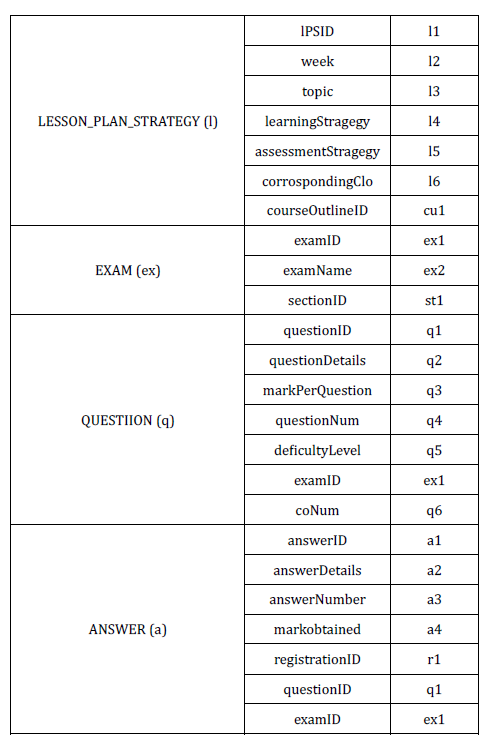 LESSON_PLAN_STRATEGY (l)
lPSID l1
week l2
topic l3
learningStragegy l4
assessmentStragegy l5
corrospondingClo l6
courseOutlineID cu1
EXAM (ex)
examID ex1
examName ex2
sectionID st1
QUESTIION (q)
questionID q1
questionDetails q2
markPerQuestion q3
questionNum q4
deficultyLevel q5
examID ex1
coNum q6
ANSWER (a)
answerID a1
answerDetails a2
answerNumber a3
markobtained a4
registrationID r1
questionID q1
examID ex1